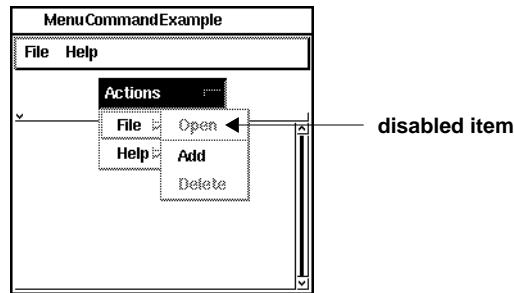 MenuCommandExample
File Help
Actions
File Open
disabled item
Help Add
Delete